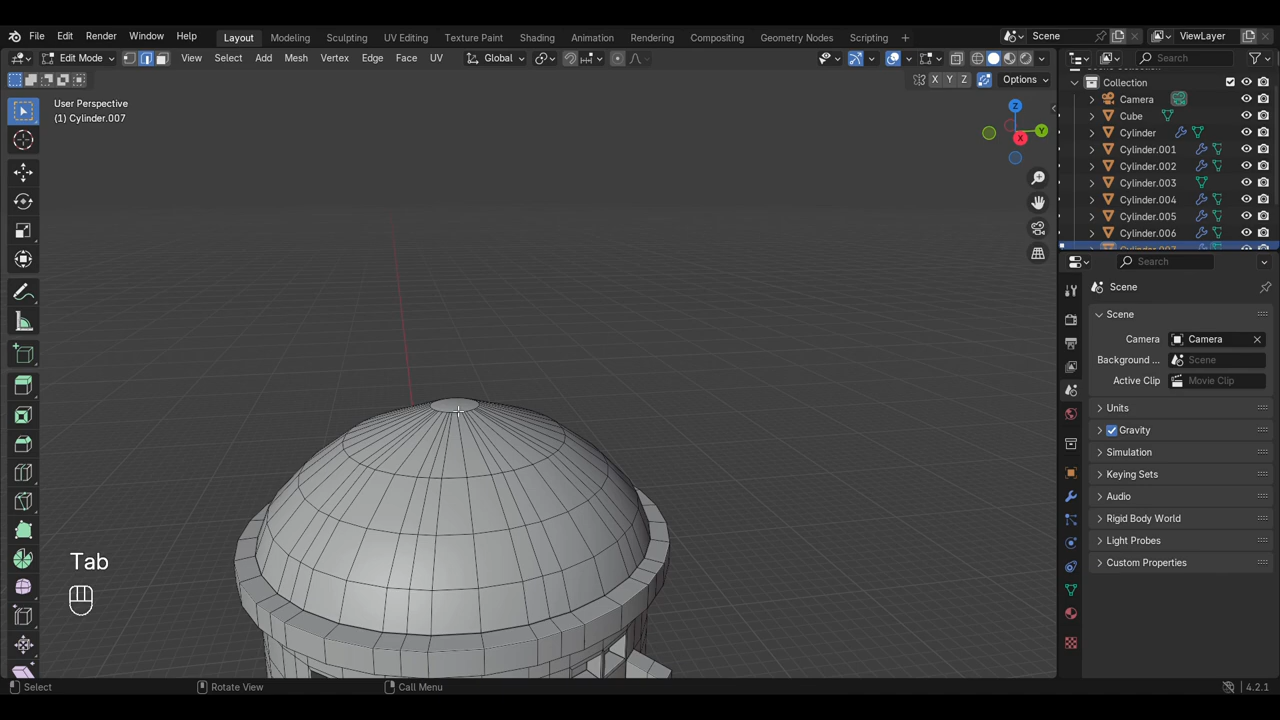 File Edit Render Window Help Layout Modeling Sculpting UV Editing Texture Paint Shading Animation Rendering Compositing Geometry Nodes Scripting + Scene ViewLayer
Edit Mode View Select Add Mesh Vertex Edge Face UV Global Search
X Y Z Options
Collection
User Perspective
(1) Cylinder.007
Z
Y
X
Camera
Cube
Cylinder
Cylinder.001
Cylinder.002
Cylinder.003
Cylinder.004
Cylinder.005
Cylinder.006
Cylinder.007
Search
Scene
Scene
Camera Camera
Background ... Scene
Active Clip Movie Clip
Units
Gravity
Simulation
Keying Sets
Audio
Rigid Body World
Light Probes
Custom Properties
Tab
Select Rotate View Call Menu 4.2.1